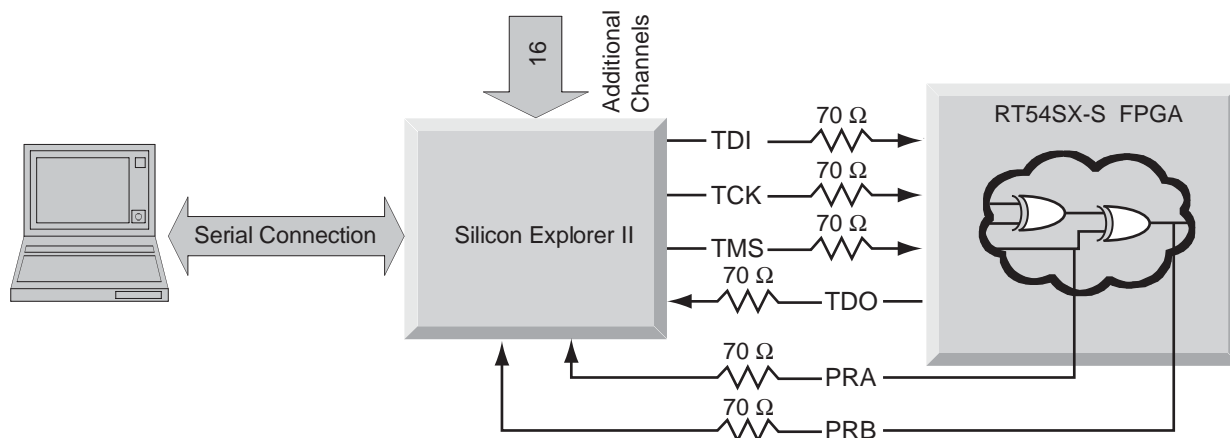 16
Additional
Channels
Serial Connection
Silicon Explorer II
70 Ω
TDI
70 Ω
TCK
70 Ω
TMS
70 Ω
TDO
70 Ω
PRA
70 Ω
PRB
RT54SX-S FPGA